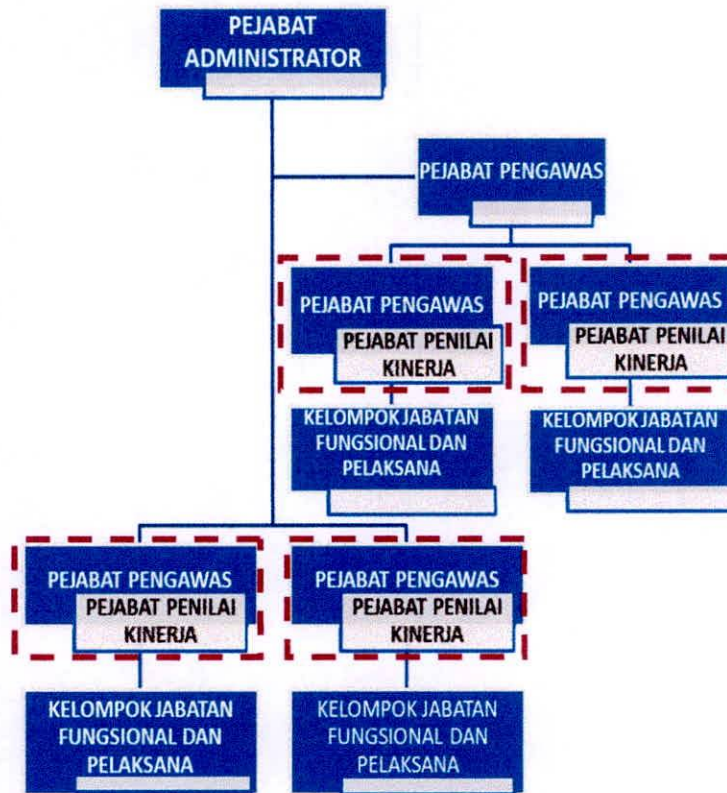 PEJABAT
ADMINISTRATOR
PEJABAT PENGAWAS
PEJABAT PENGAWAS
PEJABAT PENILAI
KINERJA
KELOMPOK JABATAN
FUNGSIONAL DAN
PELAKSANA
PEJABAT PENGAWAS
PEJABAT PENILAI
KINERJA
KELOMPOK JABATAN
FUNGSIONAL DAN
PELAKSANA
PEJABAT PENGAWAS
PEJABAT PENILAI
KINERJA
KELOMPOK JABATAN
FUNGSIONAL DAN
PELAKSANA
PEJABAT PENGAWAS
PEJABAT PENILAI
KINERJA
KELOMPOK JABATAN
FUNGSIONAL DAN
PELAKSANA